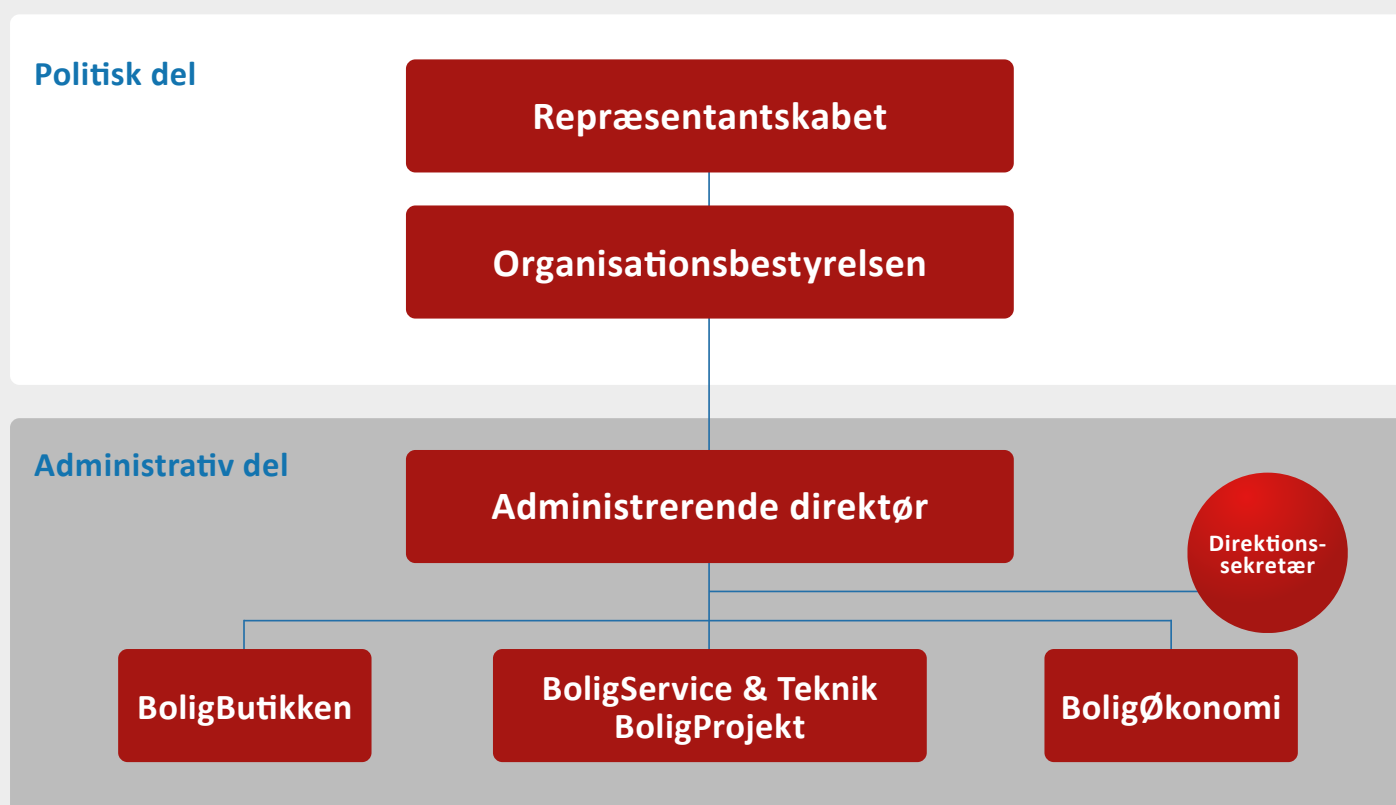 Politisk del
Repræsentantskabet
Organisationsbestyrelsen
Administrativ del
Administrerende direktør
Direktions-
sekretær
BoligButikken
BoligService & Teknik
BoligProjekt
BoligØkonomi